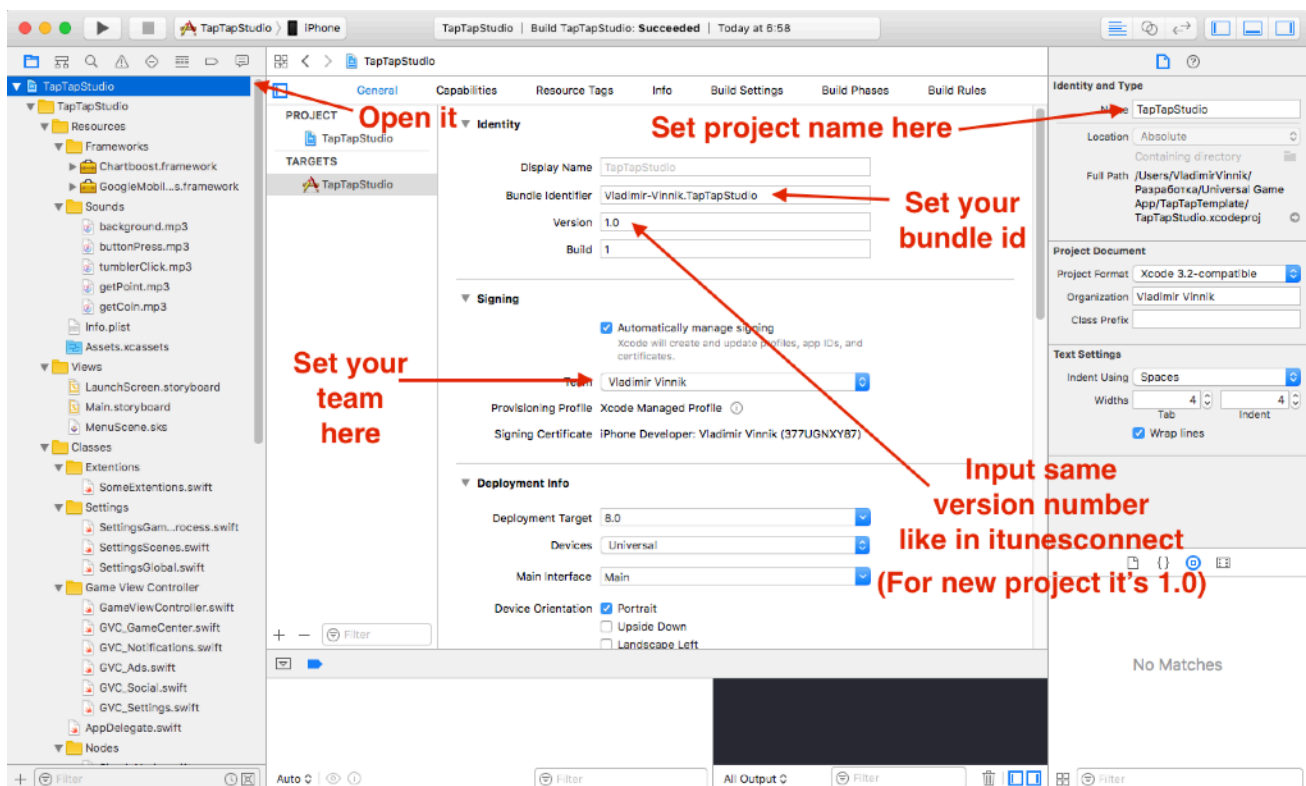 TapTapStudio
iPhone
TapTapStudio | Build TapTapStudio: Succeeded | Today at 6:58
TapTapStudio
TapTapStudio
Resources
Frameworks
Chartboost.framework
GoogleMobil...s.framework
Sounds
background.mp3
buttonPress.mp3
tumblerClick.mp3
getPoint.mp3
getCoin.mp3
Info.plist
Assets.xcassets
Views
LaunchScreen.storyboard
Main.storyboard
MenuScene.sks
Classes
Extentions
SomeExtentions.swift
Settings
SettingsGam...rocess.swift
SettingsScenes.swift
SettingsGlobal.swift
Game View Controller
GameViewController.swift
GVC_GameCenter.swift
GVC_Notifications.swift
GVC_Ads.swift
GVC_Social.swift
GVC_Settings.swift
AppDelegate.swift
Nodes
Filter
TapTapStudio
General Capabilities Resource Tags Info Build Settings Build Phases Build Rules
PROJECT
TapTapStudio
TARGETS
TapTapStudio
Filter
Open it
Identity
Set project name here
Display Name TapTapStudio
Bundle Identifier Vladimir-Vinnik.TapTapStudio
Version 1.0
Build 1
Set your
bundle id
Signing
Automatically manage signing
Xcode will create and update profiles, app IDs, and
certificates.
Set your
team
here
Team Vladimir Vinnik
Provisioning Profile Xcode Managed Profile
Signing Certificate iPhone Developer: Vladimir Vinnik (377UGNXY87)
Deployment Info
Input same
version number
like in itunesconnect
(For new project it's 1.0)
Deployment Target 8.0
Devices Universal
Main Interface Main
Device Orientation Portrait
Upside Down
Landscape Left
Auto
Filter
All Output
Filter
Identity and Type
Name TapTapStudio
Location Absolute
Containing directory
Full Path /Users/VladimirVinnik/
Разработка/Universal Game
App/TapTapTemplate/
TapTapStudio.xcodeproj
Project Document
Project Format Xcode 3.2-compatible
Organization Vladimir Vinnik
Class Prefix
Text Settings
Indent Using Spaces
Widths 4 4
Tab Indent
Wrap lines
No Matches
Filter